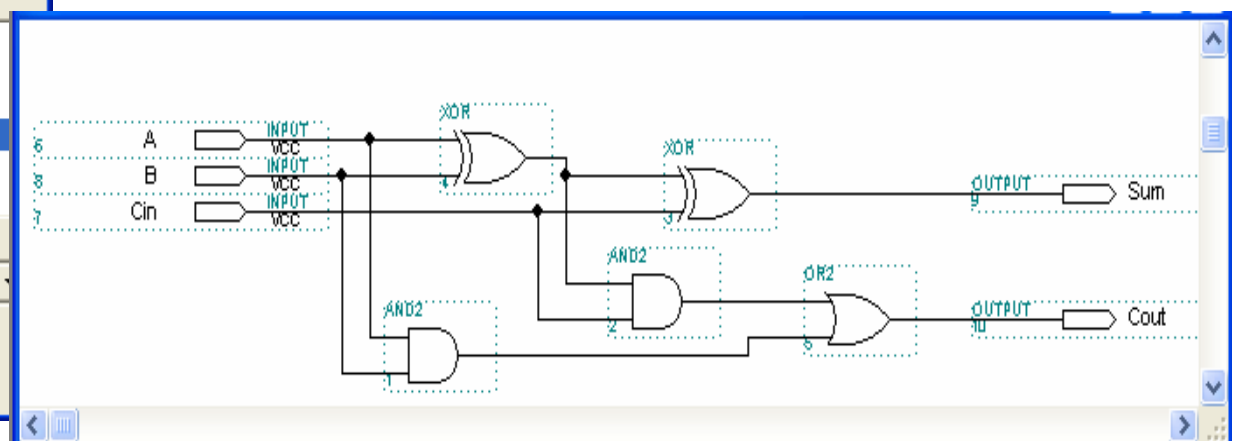 XOR
4
XOR
3
6 A INPUT
VCC
8 B INPUT
VCC
7 Cin INPUT
VCC
OUTPUT
9
Sum
AND2
2
OR2
5
AND2
1
OUTPUT
10
Cout